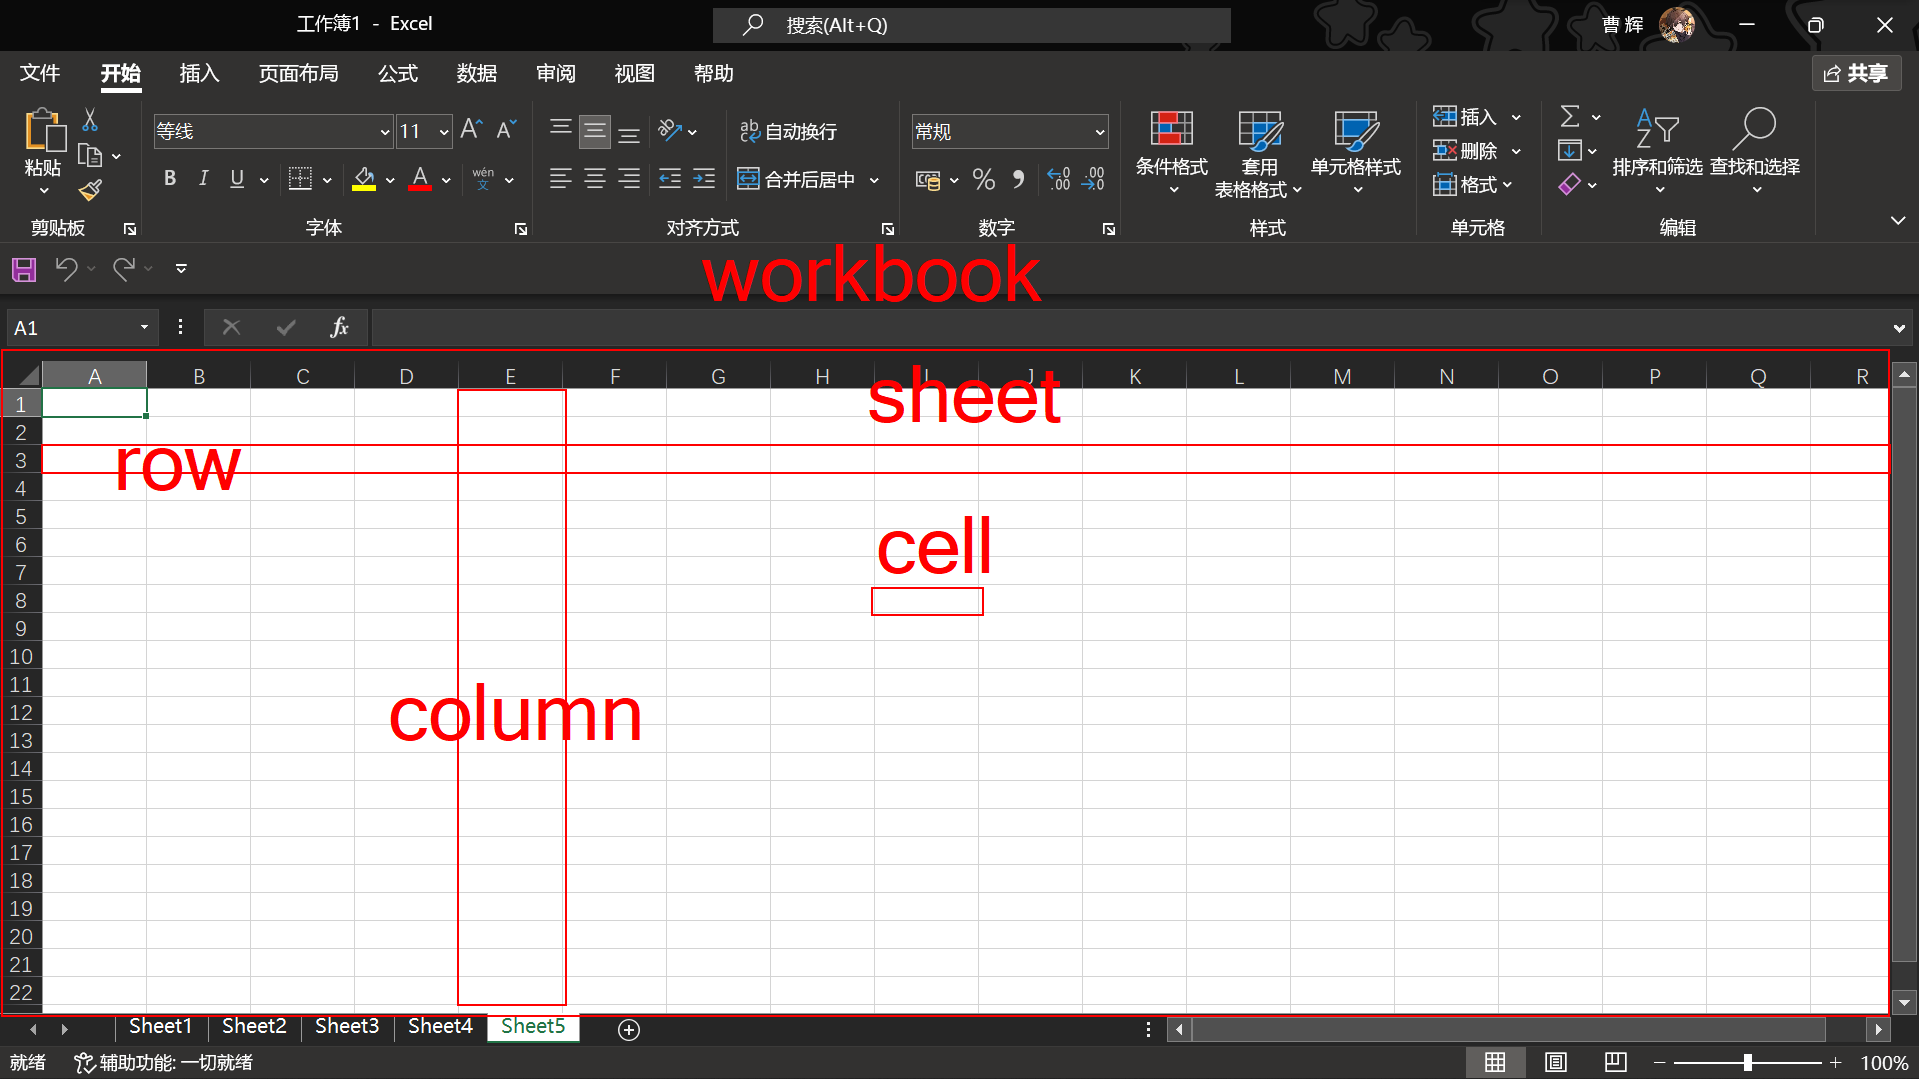 工作簿1 - Excel
搜索(Alt+Q)
曹 辉
文件 开始 插入 页面布局 公式 数据 审阅 视图 帮助
共享
粘贴
剪贴板
等线 11 A A
B I U A wén 文
字体
ab 自动换行
合并后居中
对齐方式
常规
% , .00 .00
数字
条件格式
套用
表格格式
单元格样式
样式
插入
删除
格式
单元格
∑
排序和筛选
查找和选择
编辑
workbook
A1 fx
A B C D E F G H I J K L M N O P Q R
sheet
1
2
3
row
4
5
6
cell
7
8
9
10
11
12
column
13
14
15
16
17
18
19
20
21
22
Sheet1 Sheet2 Sheet3 Sheet4 Sheet5
就绪 辅助功能: 一切就绪 100%